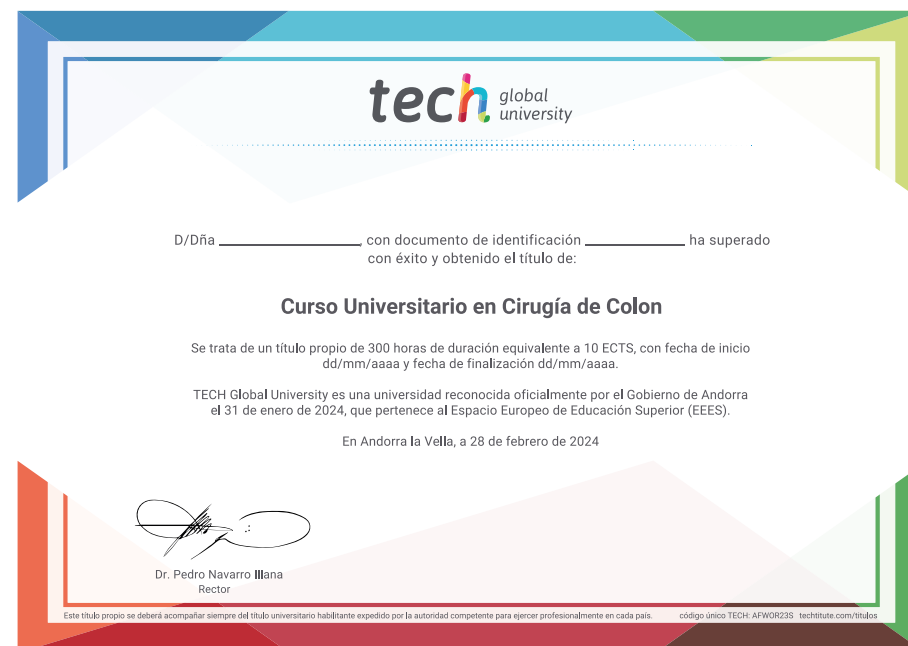 tech global university
D/Dña ______________, con documento de identificación __________ ha superado
con éxito y obtenido el título de:
Curso Universitario en Cirugía de Colon
Se trata de un título propio de 300 horas de duración equivalente a 10 ECTS, con fecha de inicio
dd/mm/aaaa y fecha de finalización dd/mm/aaaa.
TECH Global University es una universidad reconocida oficialmente por el Gobierno de Andorra
el 31 de enero de 2024, que pertenece al Espacio Europeo de Educación Superior (EEES).
En Andorra la Vella, a 28 de febrero de 2024
Dr. Pedro Navarro Illana
Rector
Este título propio se deberá acompañar siempre del título universitario habilitante expedido por la autoridad competente para ejercer profesionalmente en cada país. código único TECH: AFWOR23S techtitute.com/titulos